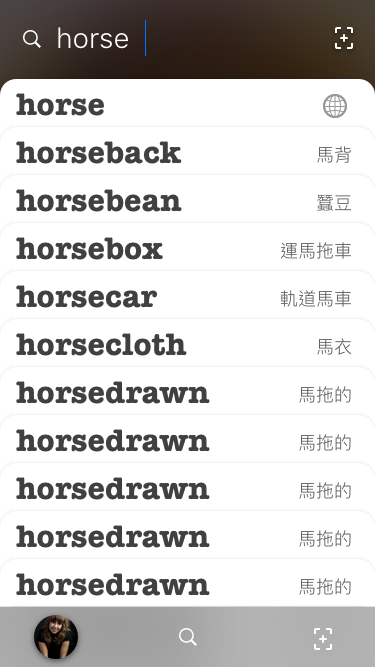 horse
horse
horseback 馬背
horsebean 蠶豆
horsebox 運馬拖車
horsecar 軌道馬車
horsecloth 馬衣
horsedrawn 馬拖的
horsedrawn 馬拖的
horsedrawn 馬拖的
horsedrawn 馬拖的
horsedrawn 馬拖的